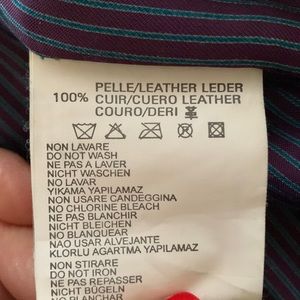 100% PELLE/LEATHER LEDER
CUIR/CUERO LEATHER
COURO/DERI
NON LAVARE
DO NOT WASH
NE PAS A LAVER
NICHT WASCHEN
NO LAVAR
YIKAMA YAPILAMAZ
NON USARE CANDEGGINA
NO CHLORINE BLEACH
NE PAS BLANCHIR
NICHT BLEICHEN
NO BLANQUEAR
NÃO USAR ALVEJANTE
KLORLU AGARTMA YAPILAMAZ
NON STIRARE
DO NOT IRON
NE PAS REPASSER
NICHT BÜGELN